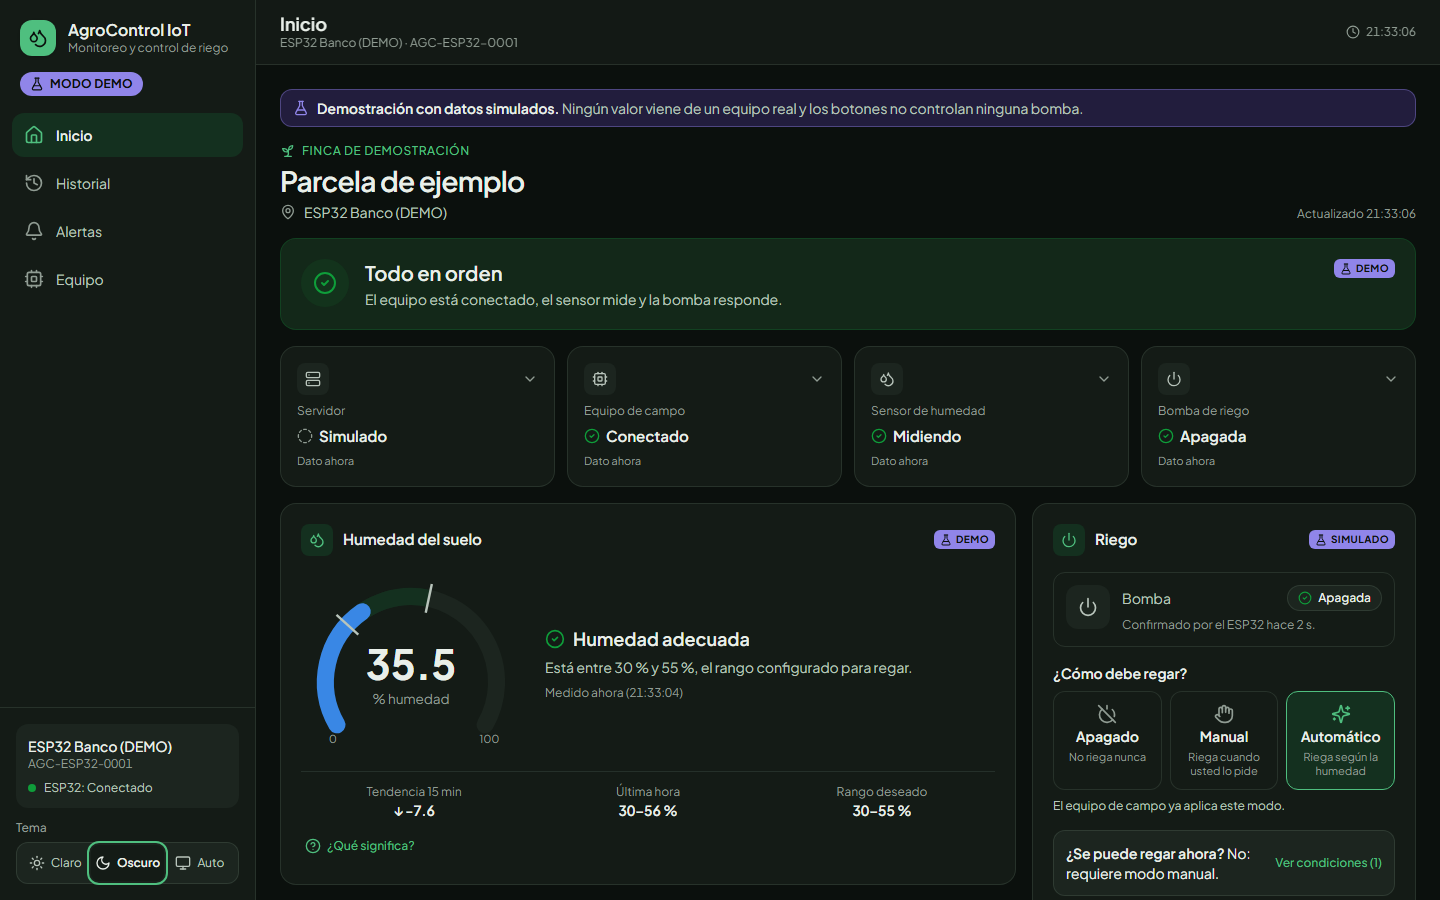 AgroControl IoT
Monitoreo y control de riego
MODO DEMO
Inicio
Historial
Alertas
Equipo
ESP32 Banco (DEMO)
AGC-ESP32-0001
ESP32: Conectado
Tema
Claro
Oscuro
Auto
Inicio
ESP32 Banco (DEMO) · AGC-ESP32-0001
21:33:06
Demostración con datos simulados. Ningún valor viene de un equipo real y los botones no controlan ninguna bomba.
FINCA DE DEMOSTRACIÓN
Parcela de ejemplo
ESP32 Banco (DEMO)
Actualizado 21:33:06
Todo en orden
El equipo está conectado, el sensor mide y la bomba responde.
DEMO
Servidor
Simulado
Dato ahora
Equipo de campo
Conectado
Dato ahora
Sensor de humedad
Midiendo
Dato ahora
Bomba de riego
Apagada
Dato ahora
Humedad del suelo
DEMO
35.5
% humedad
0
100
Humedad adecuada
Está entre 30 % y 55 %, el rango configurado para regar.
Medido ahora (21:33:04)
Tendencia 15 min
↓ −7.6
Última hora
30–56 %
Rango deseado
30–55 %
¿Qué significa?
Riego
SIMULADO
Bomba
Apagada
Confirmado por el ESP32 hace 2 s.
¿Cómo debe regar?
Apagado
No riega nunca
Manual
Riega cuando
usted lo pide
Automático
Riega según la
humedad
El equipo de campo ya aplica este modo.
¿Se puede regar ahora? No:
requiere modo manual.
Ver condiciones (1)